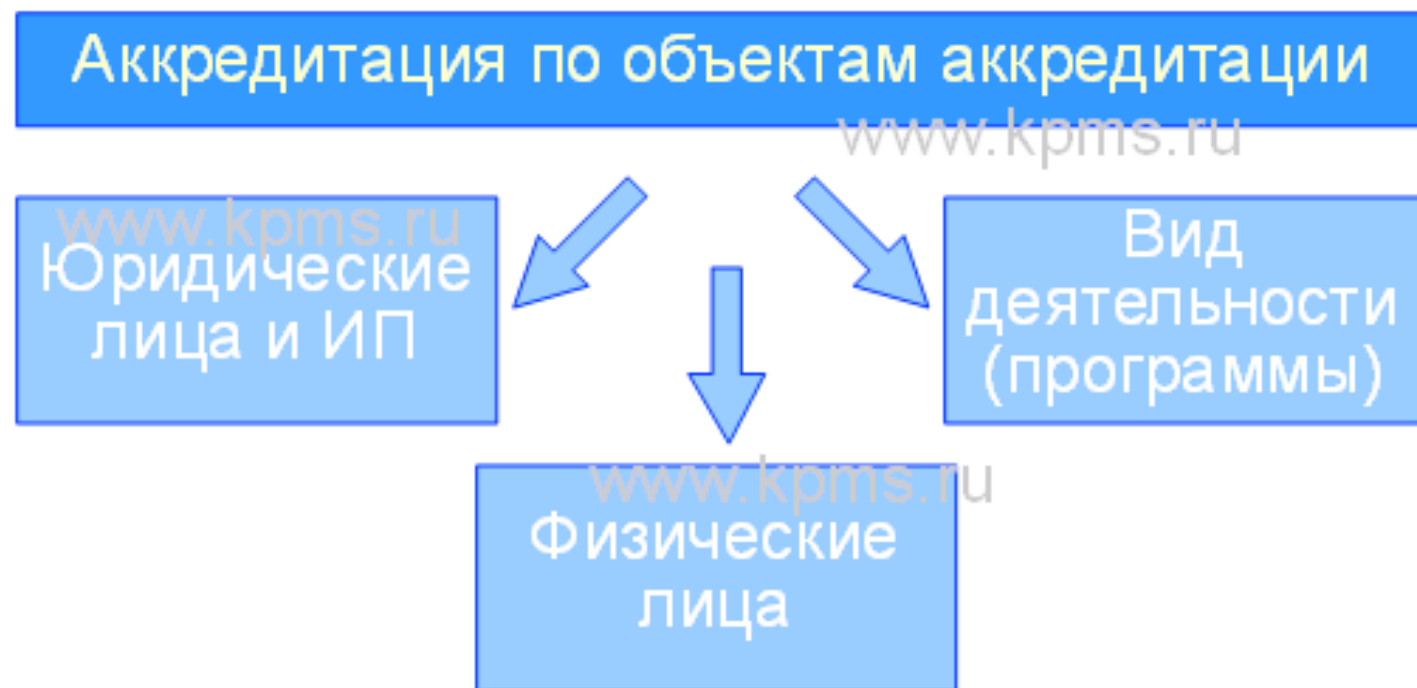 Аккредитация по объектам аккредитации
www.kpms.ru
www.kpms.ru
Юридические
лица и ИП
Вид
деятельности
(программы)
www.kpms.ru
Физические
лица